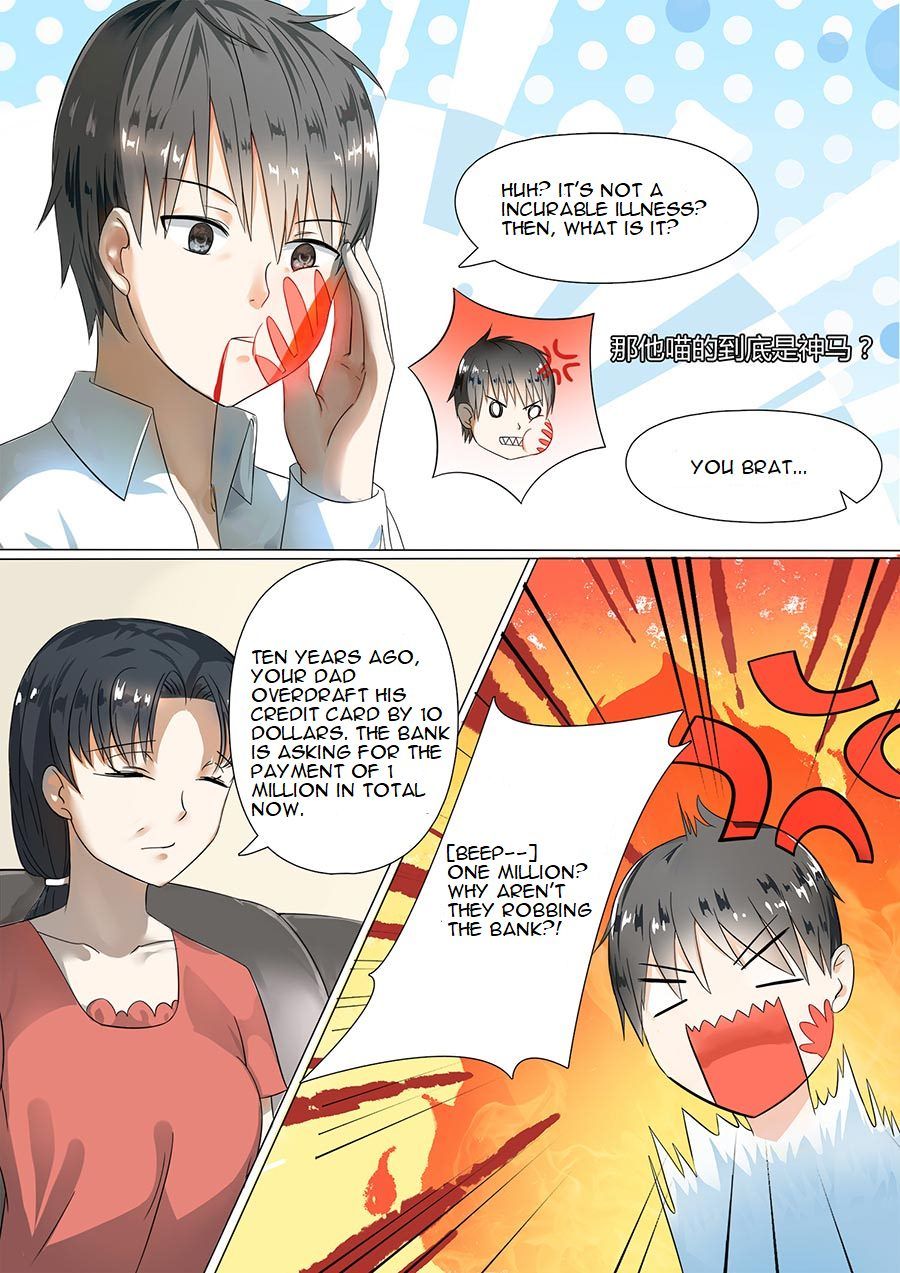 HUH? IT'S NOT A
INCURABLE ILLNESS?
THEN, WHAT IS IT?
那他喵的到底是神马？
YOU BRAT...
TEN YEARS AGO,
YOUR DAD
OVERDRAFT HIS
CREDIT CARD BY 10
DOLLARS. THE BANK
IS ASKING FOR THE
PAYMENT OF 1
MILLION IN TOTAL
NOW.
[BEEP--]
ONE MILLION?
WHY AREN'T
THEY ROBBING
THE BANK?!